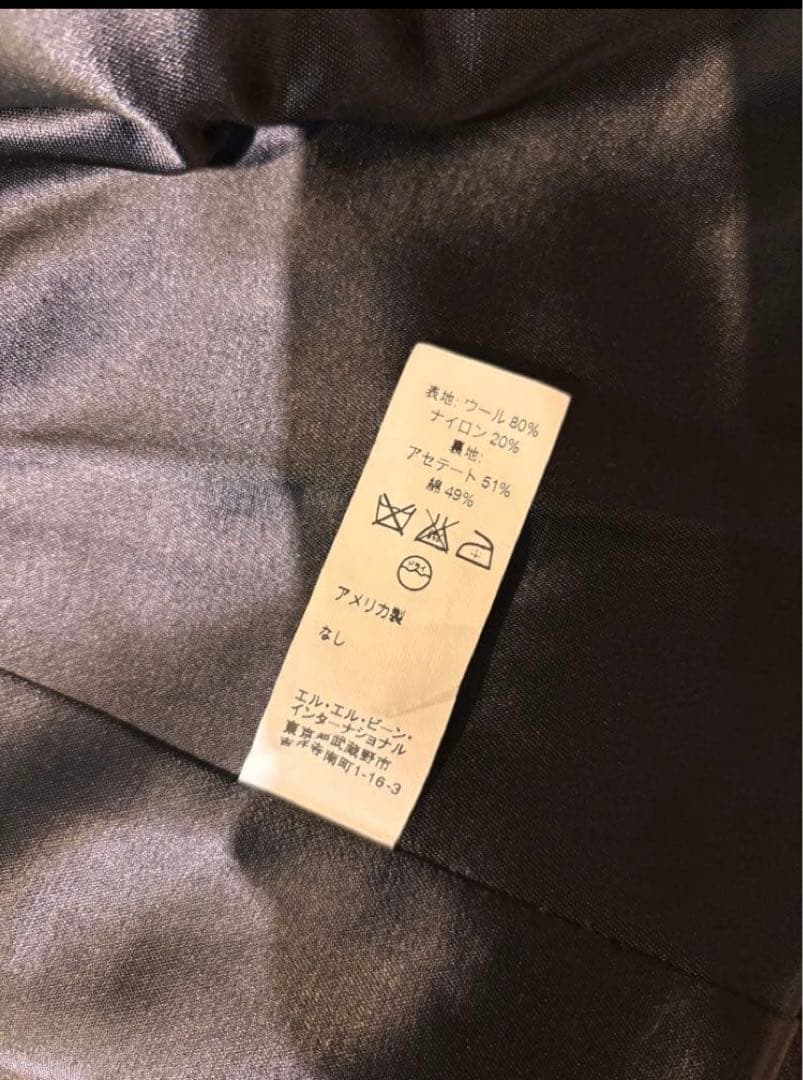 表地: ウール 80%
ナイロン 20%
裏地:
アセテート 51%
綿 49%
ドライ
アメリカ製
なし
エル・エル・ビーン・
インターナショナル
東京都武蔵野市
吉祥寺南町1-16-3